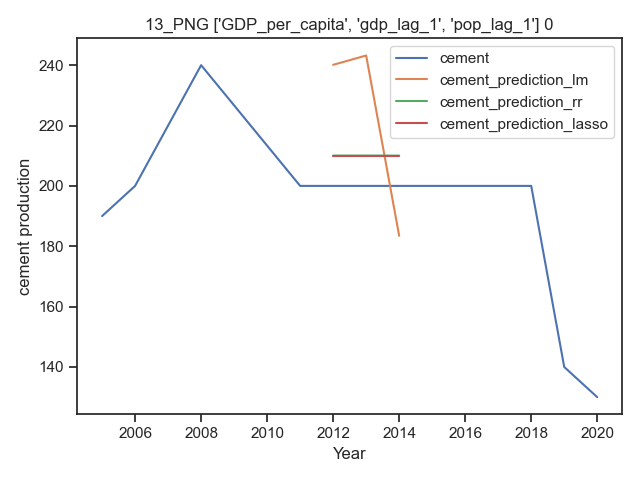 13_PNG ['GDP_per_capita', 'gdp_lag_1', 'pop_lag_1'] 0
cement
cement_prediction_lm
cement_prediction_rr
cement_prediction_lasso
cement production
240
220
200
180
160
140
2006 2008 2010 2012 2014 2016 2018 2020
Year